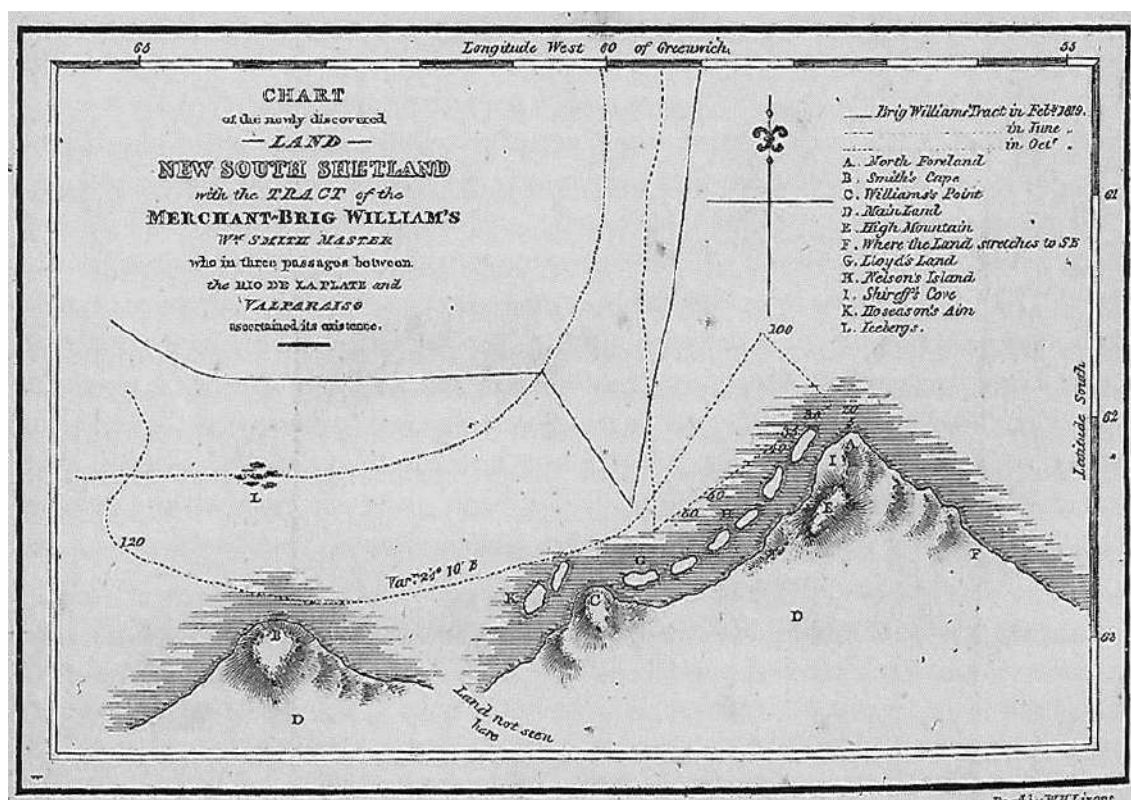 65 Longitude West 60 of Greenwich. 55
CHART
of the newly discovered
— LAND —
NEW SOUTH SHETLAND
with the TRACT of the
MERCHANT-BRIG WILLIAM'S
Wm SMITH MASTER
who in three passages between
the RIO DE LA PLATE and
VALPARAISO
ascertained its existence.
Brig Williams' Tract in Feby. 1819.
in June „
in Octr „
A. North Foreland
B. Smith's Cape
C. Williams's Point
D. Main Land
E. High Mountain
F. Where the Land stretches to SE
G. Lloyd's Land
H. Nelson's Island
I. Shireff's Cove
K.
L. Icebergs.
61
100
Latitude South
62
A
I
E
F
60
60
H
L
120
Varn 24° 10' E
G
K
C
D
63
B
Land not seen
here
D